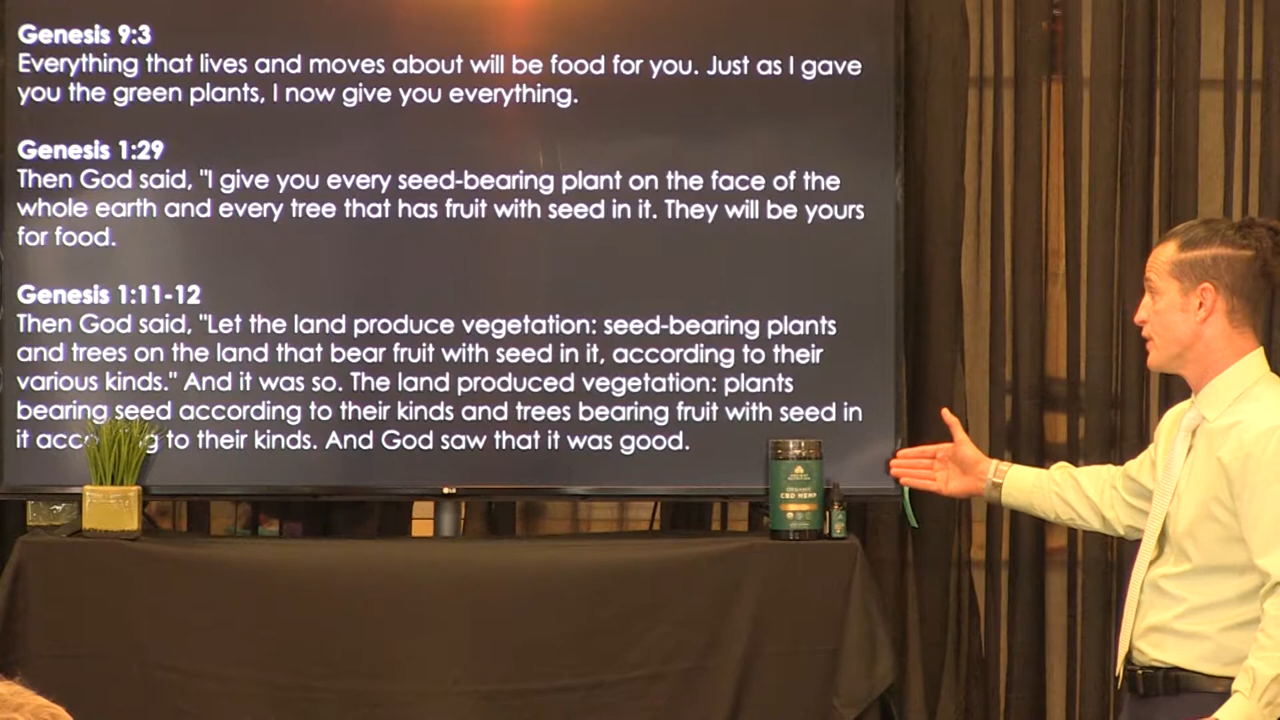 Genesis 9:3
Everything that lives and moves about will be food for you. Just as I gave
you the green plants, I now give you everything.
Genesis 1:29
Then God said, "I give you every seed-bearing plant on the face of the
whole earth and every tree that has fruit with seed in it. They will be yours
for food.
Genesis 1:11-12
Then God said, "Let the land produce vegetation: seed-bearing plants
and trees on the land that bear fruit with seed in it, according to their
various kinds." And it was so. The land produced vegetation: plants
bearing seed according to their kinds and trees bearing fruit with seed in
it to their kinds. And God saw that it was good.
LG
ANCIENT
NUTRITION
ORGANIC
CBD HEMP